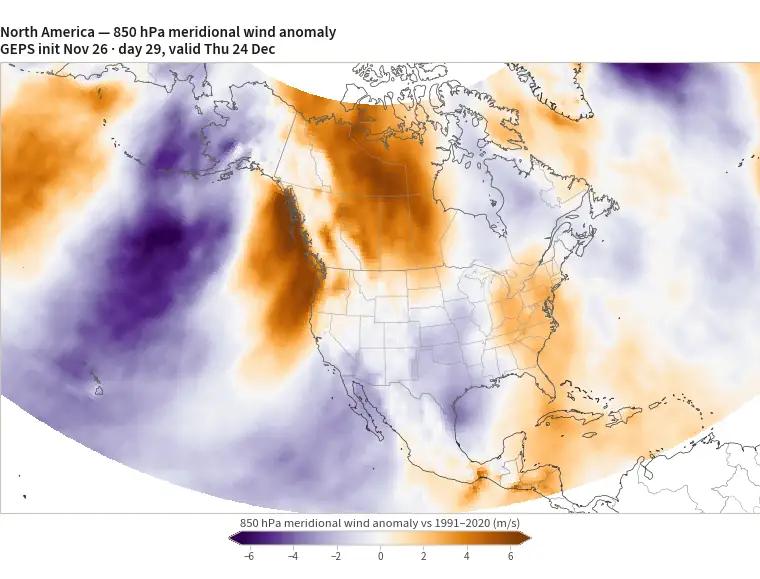 North America — 850 hPa meridional wind anomaly
GEPS init Nov 26 · day 29, valid Thu 24 Dec
850 hPa meridional wind anomaly vs 1991–2020 (m/s)
−6 −4 −2 0 2 4 6